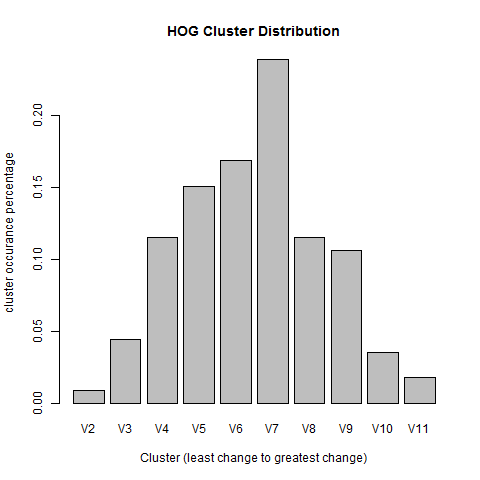 HOG Cluster Distribution
cluster occurance percentage
0.20
0.15
0.10
0.05
0.00
V2 V3 V4 V5 V6 V7 V8 V9 V10 V11
Cluster (least change to greatest change)